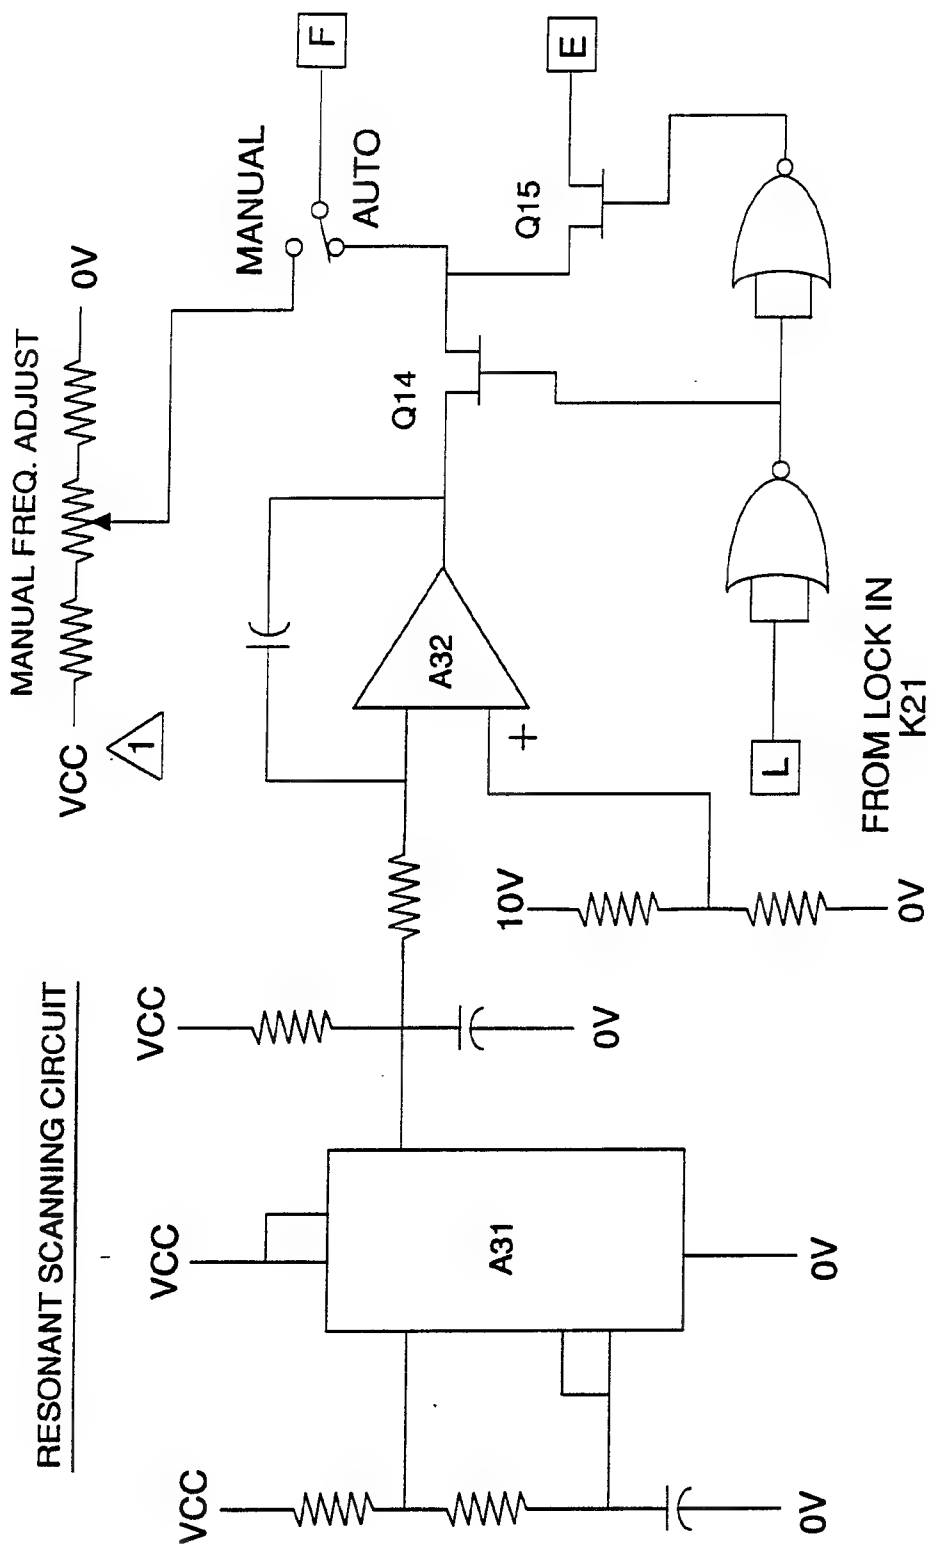 RESONANT SCANNING CIRCUIT
MANUAL FREQ. ADJUST
VCC
0V
1
MANUAL
F
AUTO
VCC
VCC
VCC
A31
0V
0V
0V
A32
+
10V
0V
Q14
Q15
E
L
FROM LOCK IN
K21